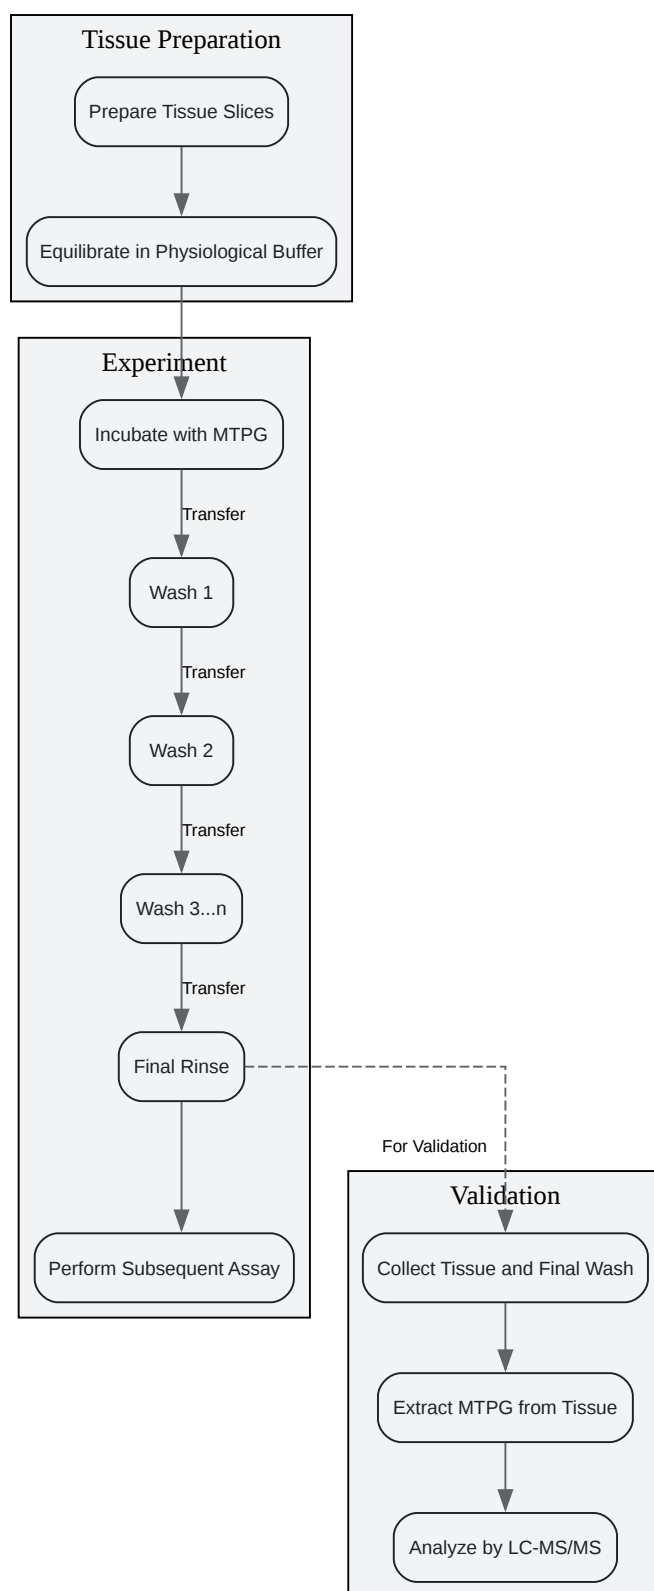 Tissue Preparation
Prepare Tissue Slices
Equilibrate in Physiological Buffer
Experiment
Incubate with MTPG
Transfer
Wash 1
Transfer
Wash 2
Transfer
Wash 3...n
Transfer
Final Rinse
For Validation
Perform Subsequent Assay
Validation
Collect Tissue and Final Wash
Extract MTPG from Tissue
Analyze by LC-MS/MS